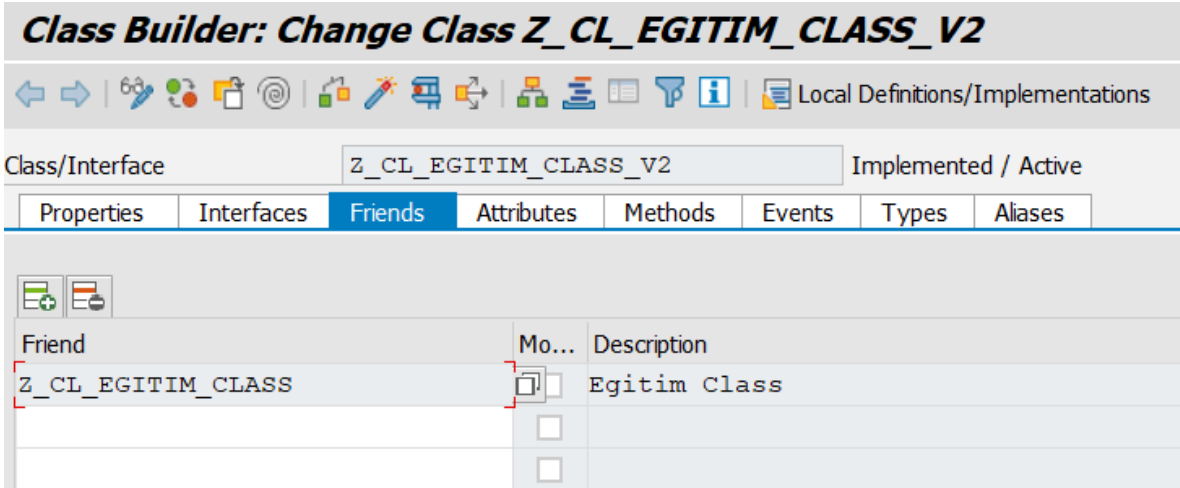 Class Builder: Change Class Z_CL_EGITIM_CLASS_V2
Local Definitions/Implementations
Class/Interface Z_CL_EGITIM_CLASS_V2 Implemented / Active
Properties Interfaces Friends Attributes Methods Events Types Aliases
Friend Mo... Description
Z_CL_EGITIM_CLASS Egitim Class